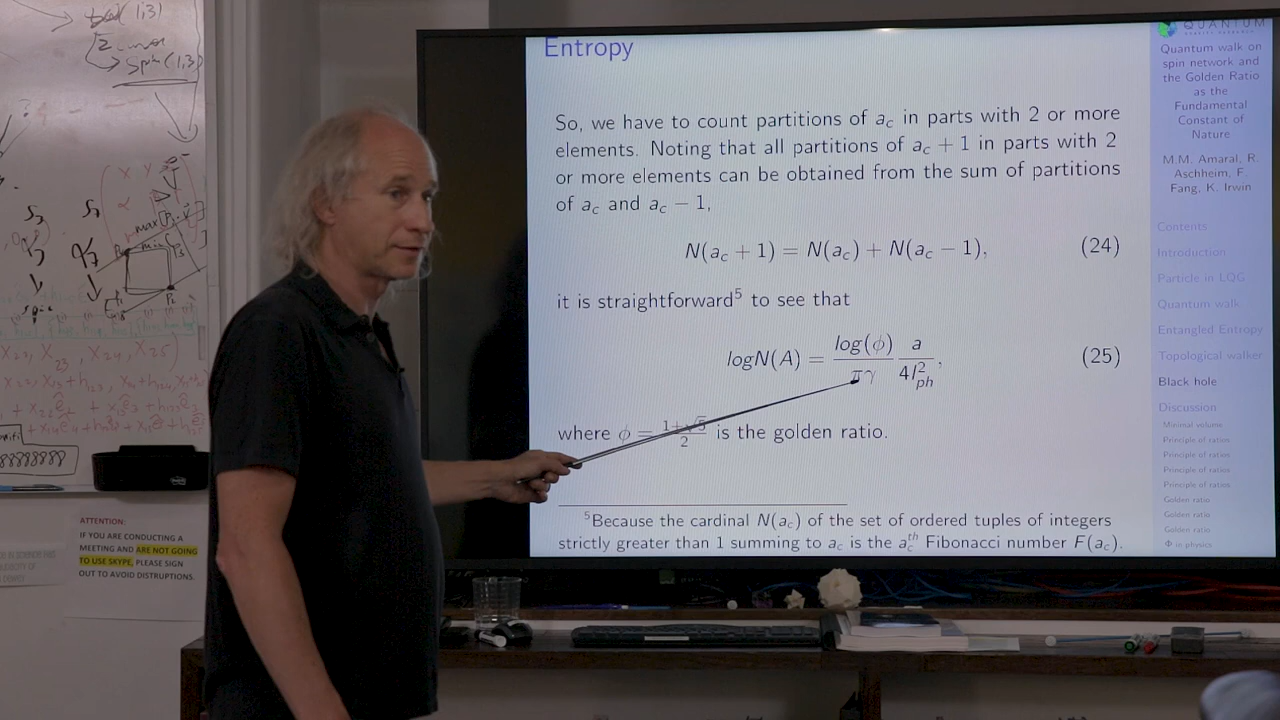 Entropy
So, we have to count partitions of a_c in parts with 2 or more
elements. Noting that all partitions of a_c + 1 in parts with 2
or more elements can be obtained from the sum of partitions
of a_c and a_c − 1,
N(a_c + 1) = N(a_c) + N(a_c − 1), (24)
it is straightforward⁵ to see that
logN(A) = log(ϕ)/πγ a/4l²_ph, (25)
where ϕ = 1+√5/2 is the golden ratio.
⁵Because the cardinal N(a_c) of the set of ordered tuples of integers
strictly greater than 1 summing to a_c is the a_c^th Fibonacci number F(a_c).
QUANTUM
Quantum walk on
spin network and
the Golden Ratio
as the
Fundamental
Constant of
Nature
M.M. Amaral, R.
Aschheim, F.
Fang, K. Irwin
Contents
Introduction
Particle in LQG
Quantum walk
Entangled Entropy
Topological walker
Black hole
Discussion
Minimal volume
Principle of ratios
Principle of ratios
Principle of ratios
Principle of ratios
Golden ratio
Golden ratio
Golden ratio
Φ in physics
ATTENTION:
IF YOU ARE CONDUCTING A
MEETING AND ARE NOT GOING
TO USE SKYPE, PLEASE SIGN
OUT TO AVOID DISTRUPTIONS.